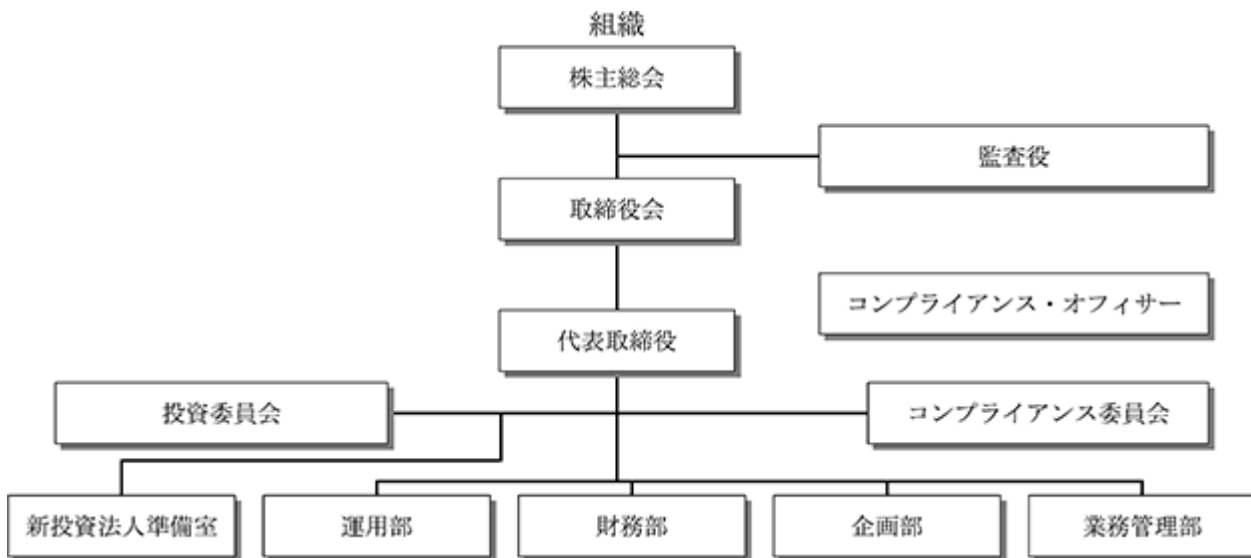 組織
株主総会
監査役
取締役会
コンプライアンス・オフィサー
代表取締役
投資委員会
コンプライアンス委員会
新投資法人準備室
運用部
財務部
企画部
業務管理部